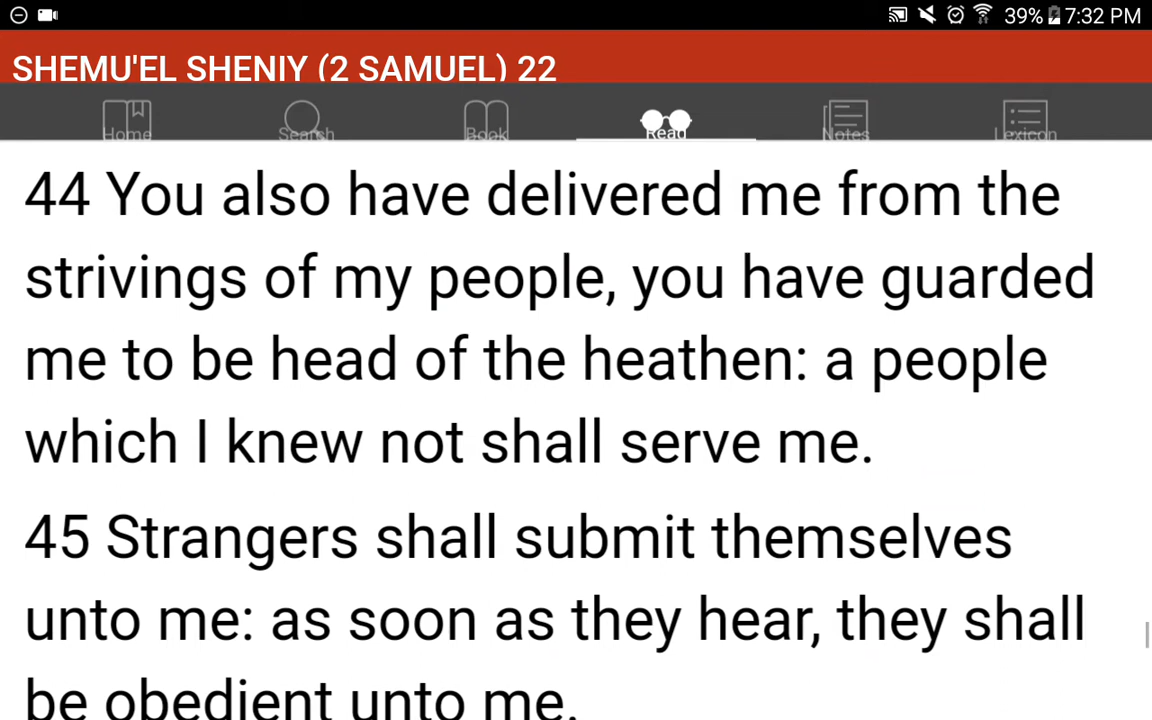 39% 7:32 PM
SHEMU'EL SHENIY (2 SAMUEL) 22
Home Search Book Read Notes Lexicon
44 You also have delivered me from the
strivings of my people, you have guarded
me to be head of the heathen: a people
which I knew not shall serve me.
45 Strangers shall submit themselves
unto me: as soon as they hear, they shall
be obedient unto me.